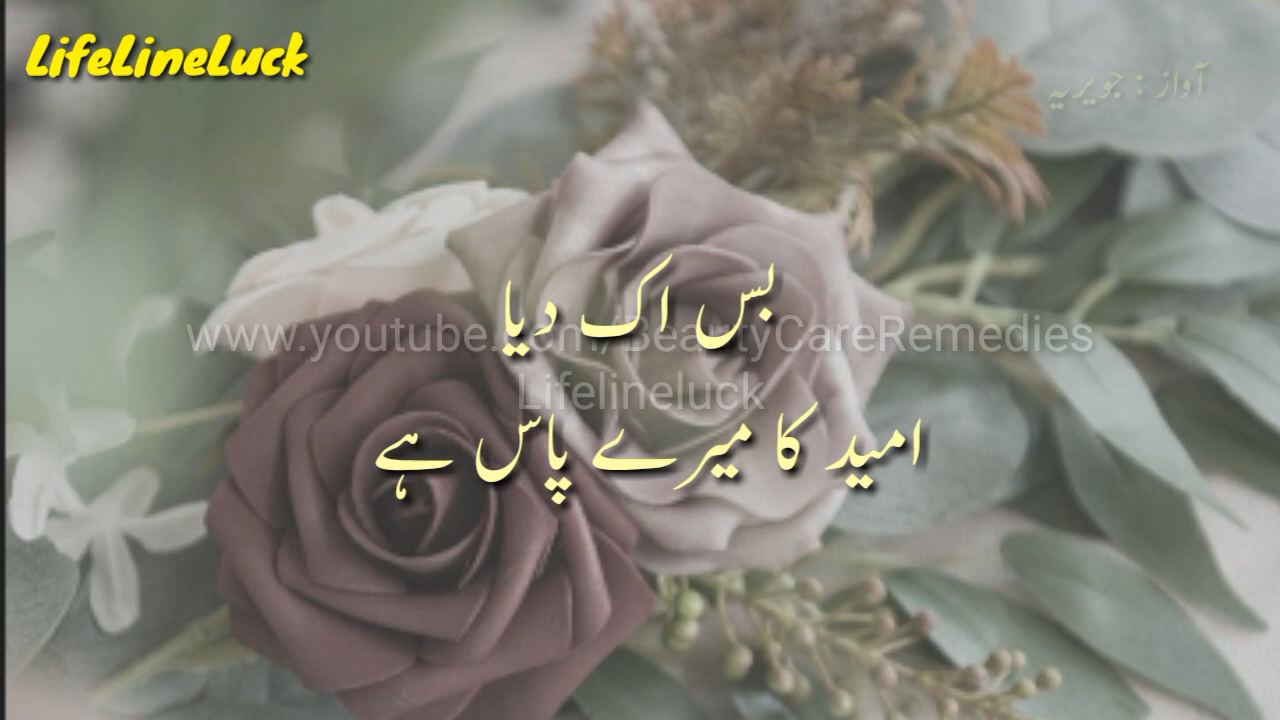 LifeLineLuck
آواز : جویریہ
بس اک دیا
www.youtube.com/BeautyCareRemedies
Lifelineluck
امید کا میرے پاس ہے